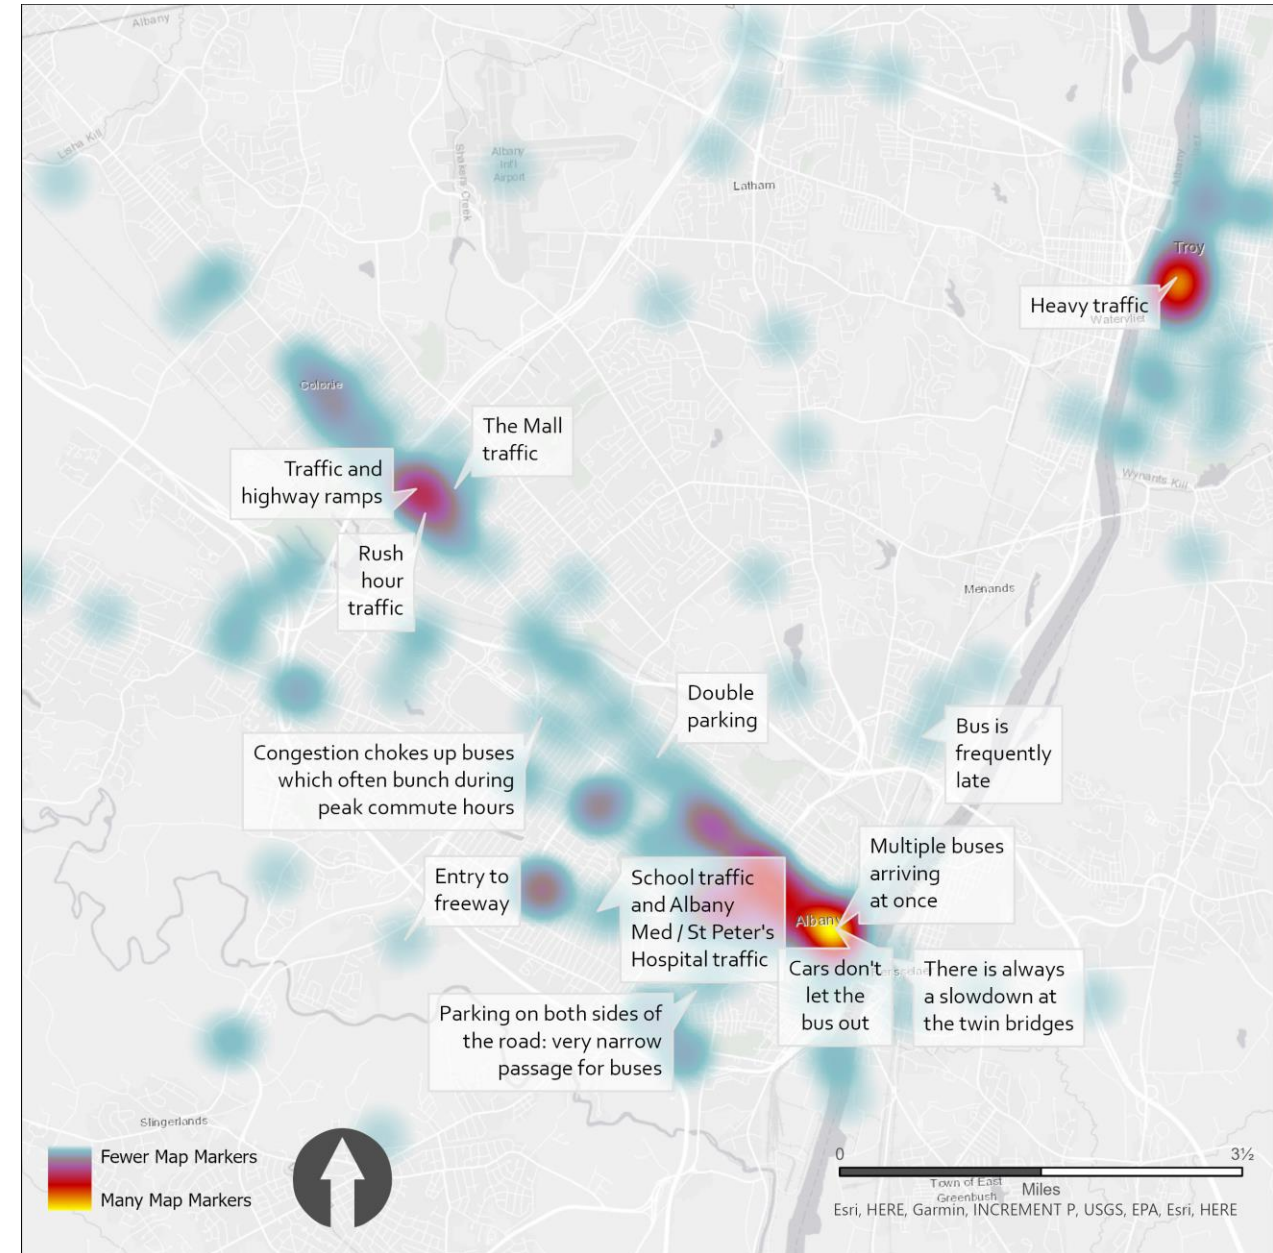 Albany
Lisha Kill
Shakers Creek
Albany
Int'l
Airport
Latham
Albany
Troy
Heavy traffic
Watervliet
Colonie
The Mall
traffic
Traffic and
highway ramps
Rush
hour
traffic
Wynants Kill
Menands
Double
parking
Bus is
frequently
late
Congestion chokes up buses
which often bunch during
peak commute hours
Multiple buses
arriving
at once
Entry to
freeway
School traffic
and Albany
Med / St Peter's
Hospital traffic
Albany
Cars don't
let the
bus out
There is always
a slowdown at
the twin bridges
Parking on both sides of
the road: very narrow
passage for buses
Slingerlands
Fewer Map Markers
Many Map Markers
0 3½
Miles
Town of East
Greenbush
Esri, HERE, Garmin, INCREMENT P, USGS, EPA, Esri, HERE